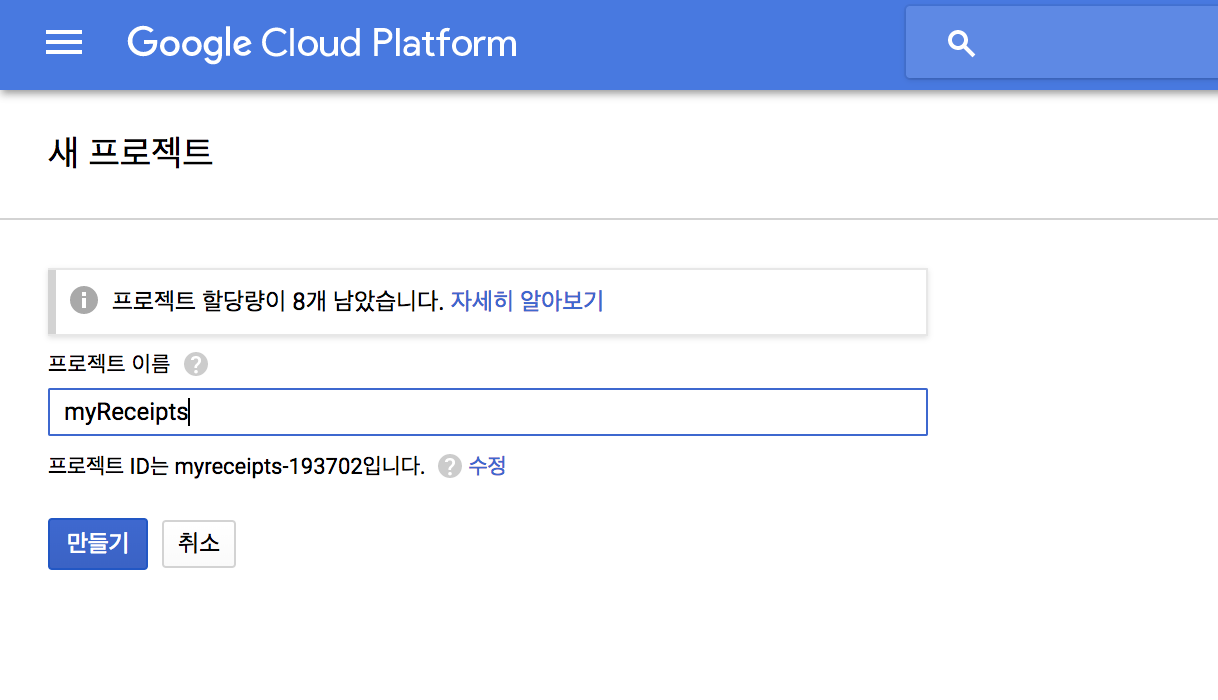 Google Cloud Platform
새 프로젝트
프로젝트 할당량이 8개 남았습니다. 자세히 알아보기
프로젝트 이름
myReceipts
프로젝트 ID는 myreceipts-193702입니다. 수정
만들기 취소